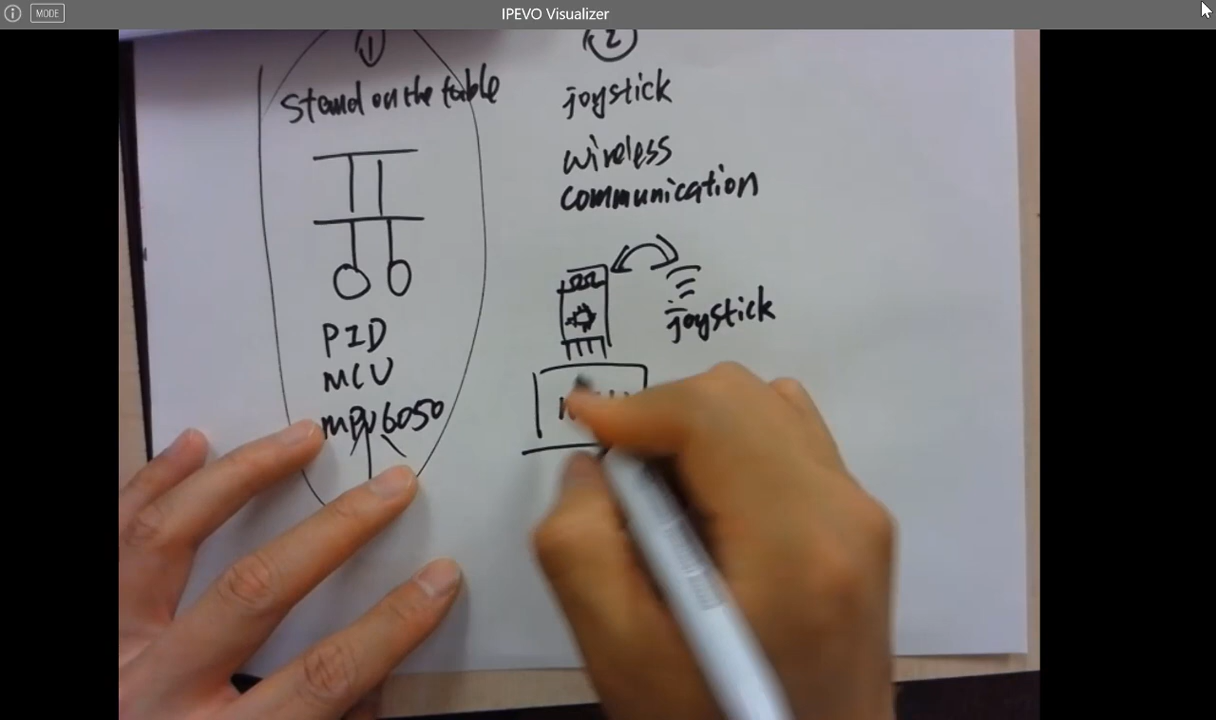 MODE
IPEVO Visualizer
1
Stand on the table
PID
MCU
MPU6050
2
joystick
wireless
communication
joystick